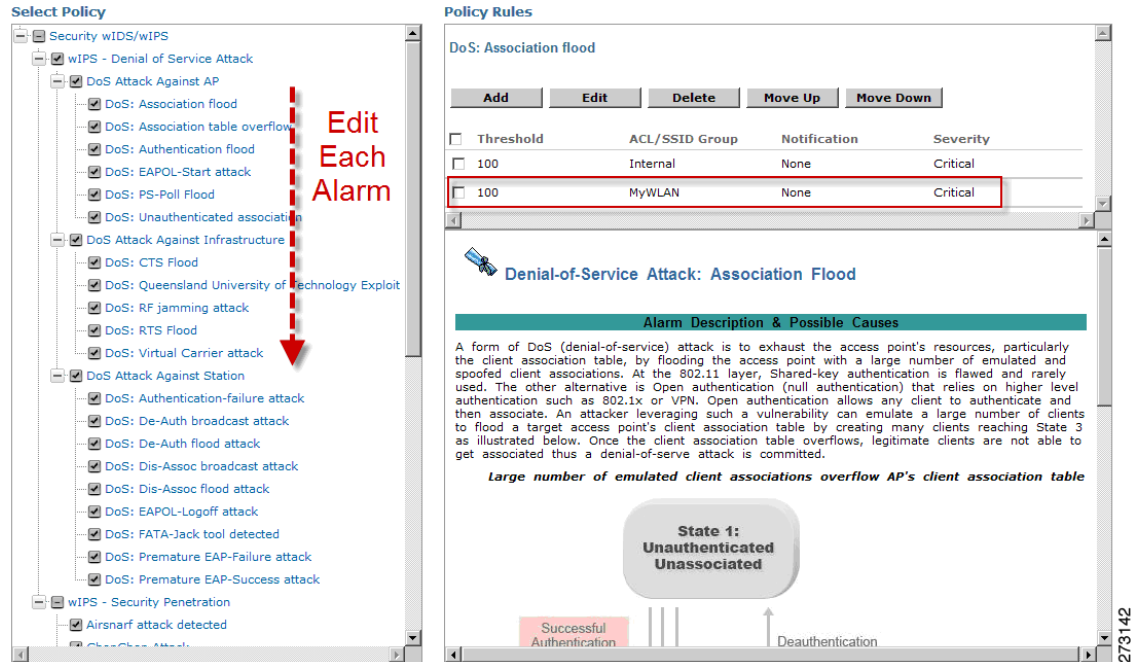 Select Policy
Security wIDS/wIPS
wIPS - Denial of Service Attack
DoS Attack Against AP
DoS: Association flood
DoS: Association table overflow
DoS: Authentication flood
DoS: EAPOL-Start attack
DoS: PS-Poll Flood
DoS: Unauthenticated association
DoS Attack Against Infrastructure
DoS: CTS Flood
DoS: Queensland University of Technology Exploit
DoS: RF jamming attack
DoS: RTS Flood
DoS: Virtual Carrier attack
DoS Attack Against Station
DoS: Authentication-failure attack
DoS: De-Auth broadcast attack
DoS: De-Auth flood attack
DoS: Dis-Assoc broadcast attack
DoS: Dis-Assoc flood attack
DoS: EAPOL-Logoff attack
DoS: FATA-Jack tool detected
DoS: Premature EAP-Failure attack
DoS: Premature EAP-Success attack
wIPS - Security Penetration
Airsnarf attack detected
Edit
Each
Alarm
Policy Rules
DoS: Association flood
Add Edit Delete Move Up Move Down
Threshold ACL/SSID Group Notification Severity
100 Internal None Critical
100 MyWLAN None Critical
Denial-of-Service Attack: Association Flood
Alarm Description & Possible Causes
A form of DoS (denial-of-service) attack is to exhaust the access point's resources, particularly
the client association table, by flooding the access point with a large number of emulated and
spoofed client associations. At the 802.11 layer, Shared-key authentication is flawed and rarely
used. The other alternative is Open authentication (null authentication) that relies on higher level
authentication such as 802.1x or VPN. Open authentication allows any client to authenticate and
then associate. An attacker leveraging such a vulnerability can emulate a large number of clients
to flood a target access point's client association table by creating many clients reaching State 3
as illustrated below. Once the client association table overflows, legitimate clients are not able to
get associated thus a denial-of-serve attack is committed.
Large number of emulated client associations overflow AP's client association table
State 1:
Unauthenticated
Unassociated
Successful
Authentication
Deauthentication
273142